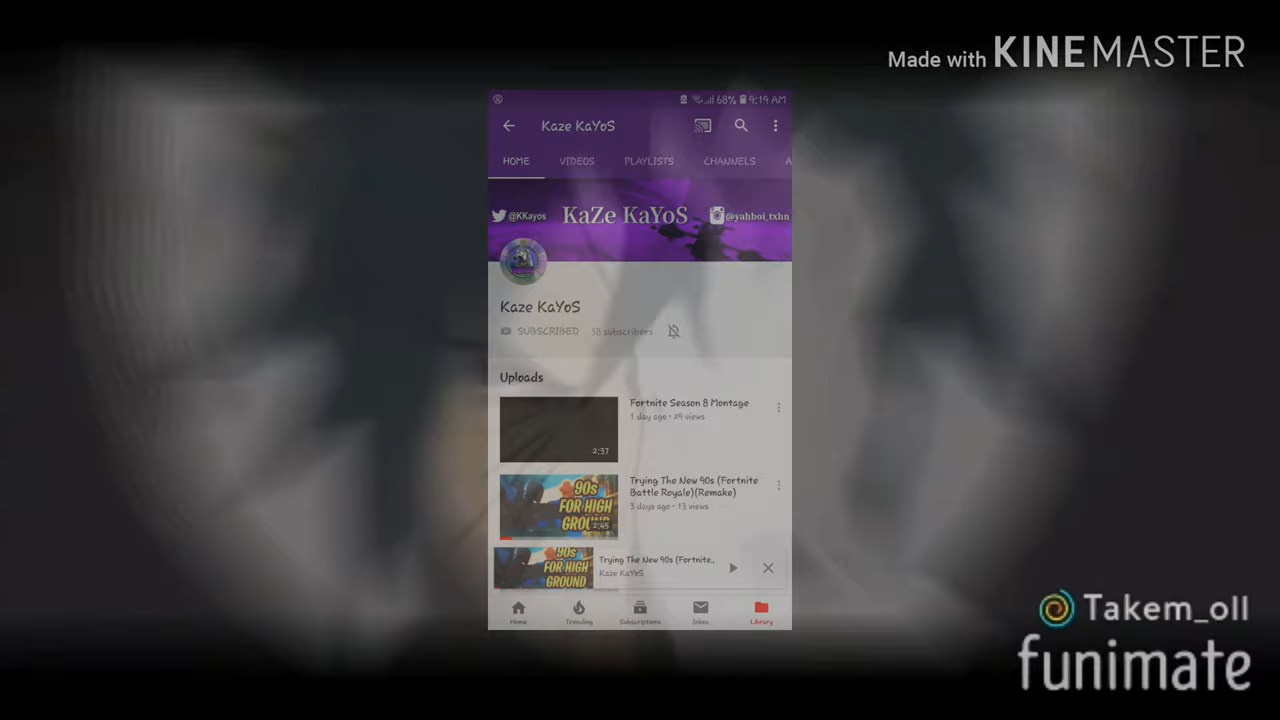 Made with KINEMASTER
68% 9:19 AM
Kaze KaYoS
HOME VIDEOS PLAYLISTS CHANNELS A
@KKayos KaZe KaYoS @yahboi_txhn
Kaze KaYoS
SUBSCRIBED 38 subscribers
Uploads
Fortnite Season 8 Montage
1 day ago • 29 views
2:37
Trying The New 90s (Fortnite
Battle Royale)(Remake)
3 days ago • 13 views
90s
FOR HIGH
GROU
2:45
90s
FOR HIGH
GROUND
Trying The New 90s (Fortnite..
Kaze KaYoS
Home Trending Subscriptions Inbox Library
Takem_oll
funimate